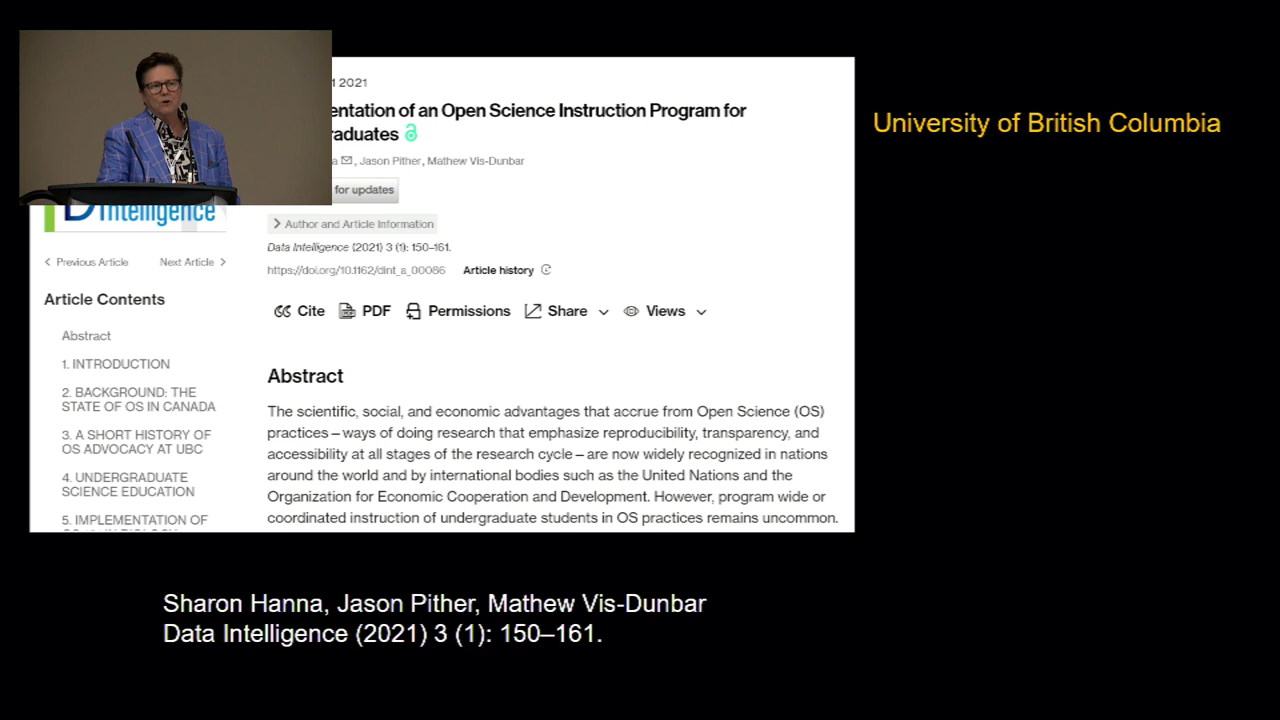 1 2021
entation of an Open Science Instruction Program for
raduates
University of British Columbia
a , Jason Pither, Mathew Vis-Dunbar
for updates
Intelligence
Author and Article Information
Data Intelligence (2021) 3 (1): 150–161.
Previous Article Next Article
https://doi.org/10.1162/dint_a_00086 Article history
Article Contents
Cite PDF Permissions Share Views
Abstract
1. INTRODUCTION
2. BACKGROUND: THE
STATE OF OS IN CANADA
3. A SHORT HISTORY OF
OS ADVOCACY AT UBC
4. UNDERGRADUATE
SCIENCE EDUCATION
5. IMPLEMENTATION OF
Abstract
The scientific, social, and economic advantages that accrue from Open Science (OS)
practices—ways of doing research that emphasize reproducibility, transparency, and
accessibility at all stages of the research cycle—are now widely recognized in nations
around the world and by international bodies such as the United Nations and the
Organization for Economic Cooperation and Development. However, program wide or
coordinated instruction of undergraduate students in OS practices remains uncommon.
Sharon Hanna, Jason Pither, Mathew Vis-Dunbar
Data Intelligence (2021) 3 (1): 150–161.